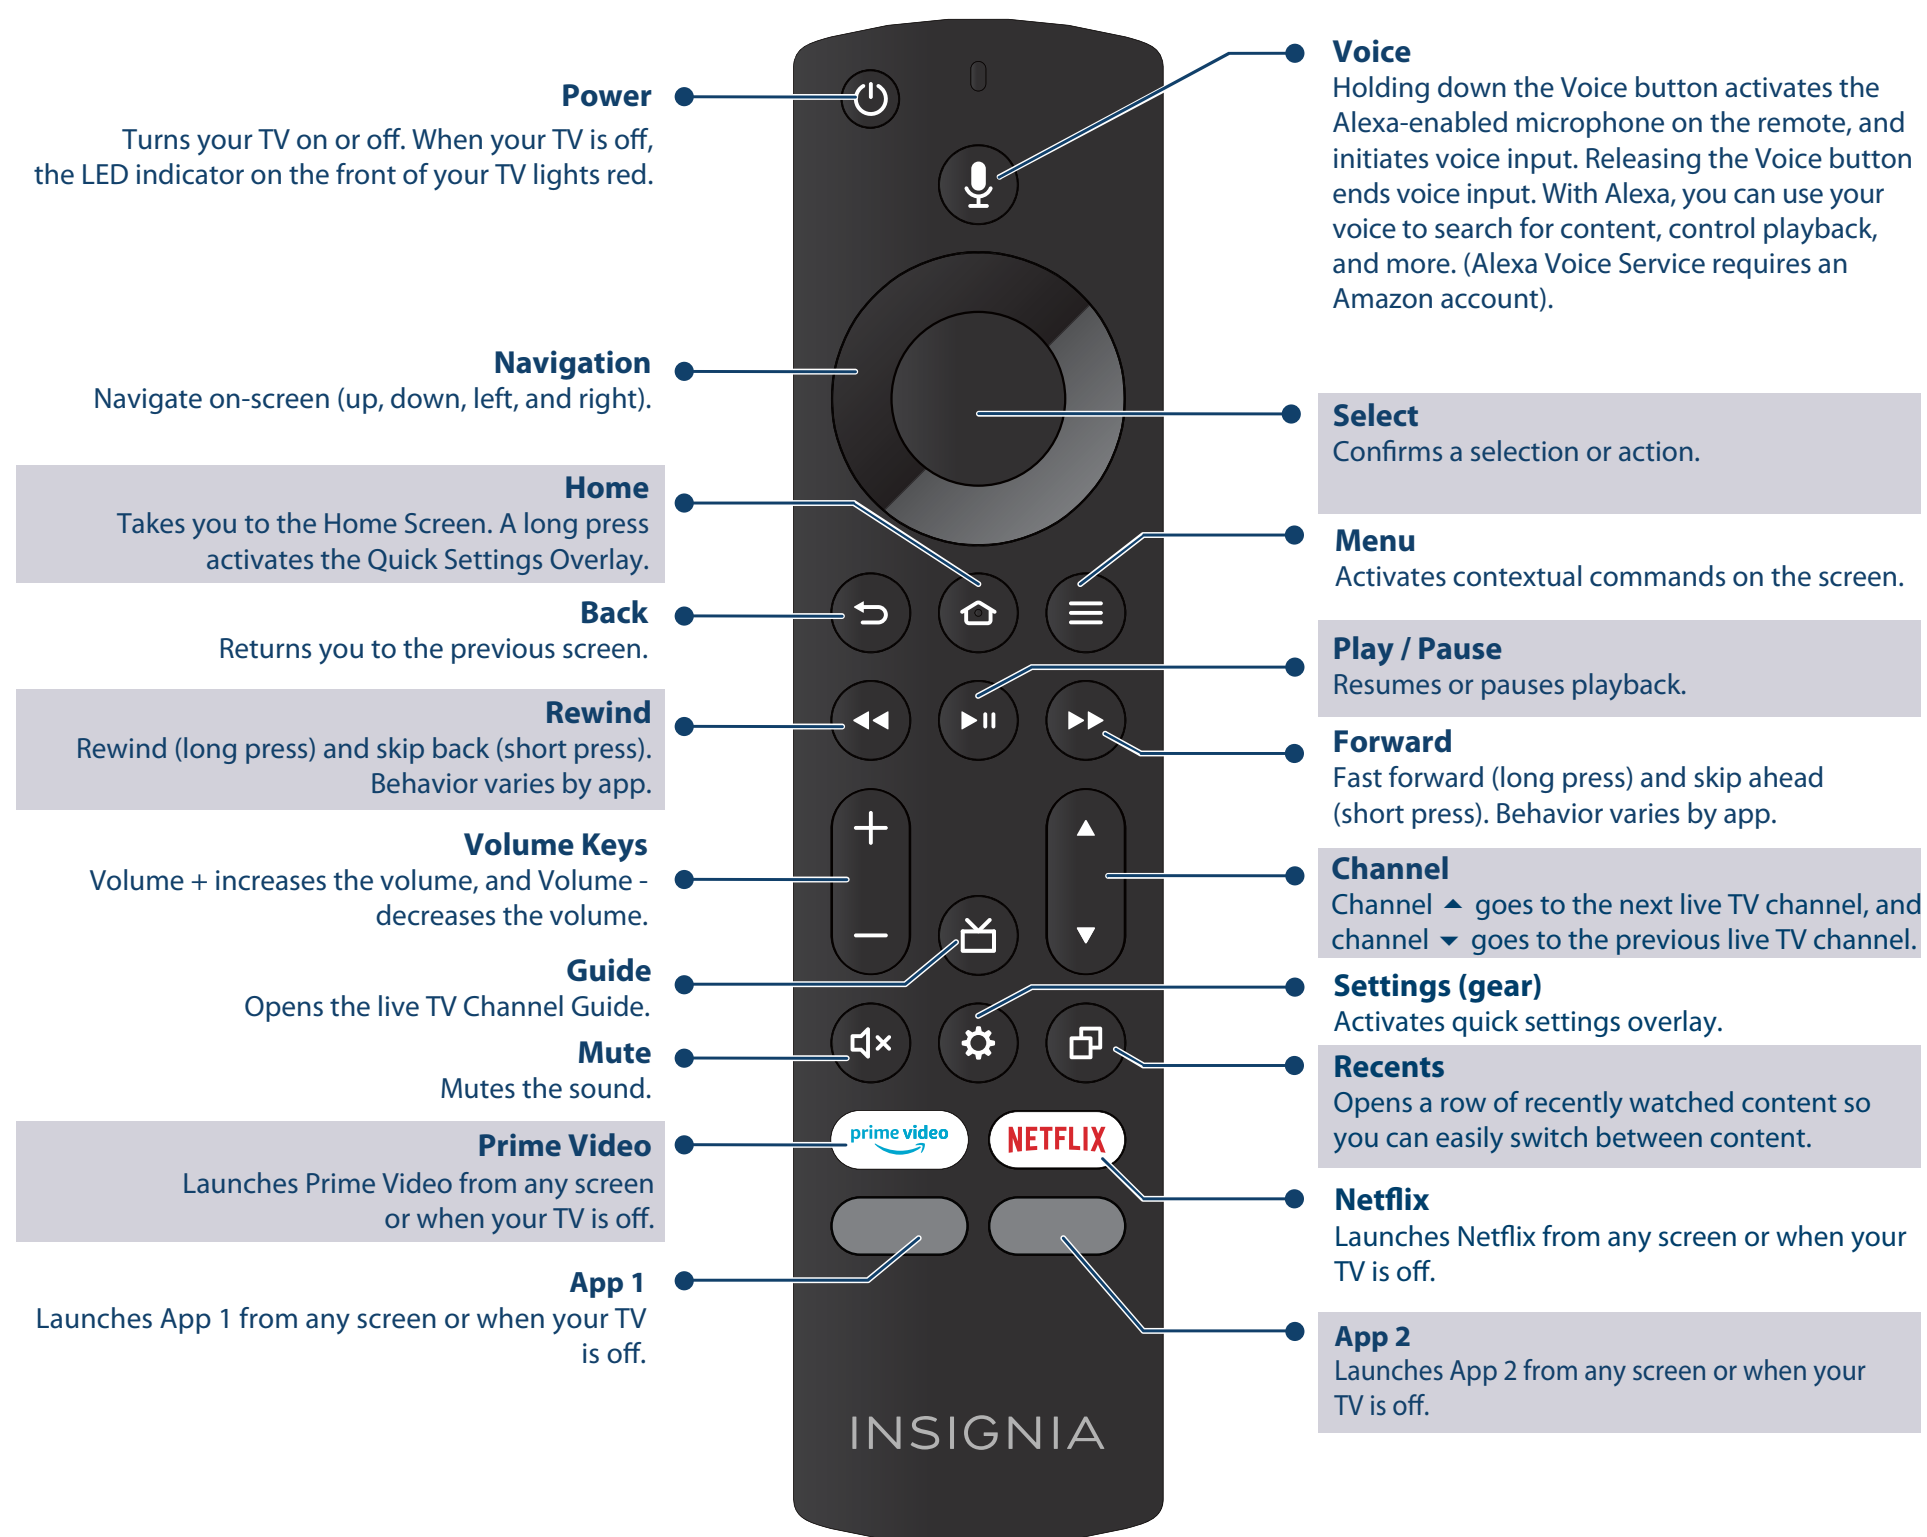 Power
Turns your TV on or off. When your TV is off,
the LED indicator on the front of your TV lights red.
Navigation
Navigate on-screen (up, down, left, and right).
Home
Takes you to the Home Screen. A long press
activates the Quick Settings Overlay.
Back
Returns you to the previous screen.
Rewind
Rewind (long press) and skip back (short press).
Behavior varies by app.
Volume Keys
Volume + increases the volume, and Volume -
decreases the volume.
Guide
Opens the live TV Channel Guide.
Mute
Mutes the sound.
Prime Video
Launches Prime Video from any screen
or when your TV is off.
App 1
Launches App 1 from any screen or when your TV
is off.
prime video
NETFLIX
INSIGNIA
Voice
Holding down the Voice button activates the
Alexa-enabled microphone on the remote, and
initiates voice input. Releasing the Voice button
ends voice input. With Alexa, you can use your
voice to search for content, control playback,
and more. (Alexa Voice Service requires an
Amazon account).
Select
Confirms a selection or action.
Menu
Activates contextual commands on the screen.
Play / Pause
Resumes or pauses playback.
Forward
Fast forward (long press) and skip ahead
(short press). Behavior varies by app.
Channel
Channel ▲ goes to the next live TV channel, and
channel ▼ goes to the previous live TV channel.
Settings (gear)
Activates quick settings overlay.
Recents
Opens a row of recently watched content so
you can easily switch between content.
Netflix
Launches Netflix from any screen or when your
TV is off.
App 2
Launches App 2 from any screen or when your
TV is off.